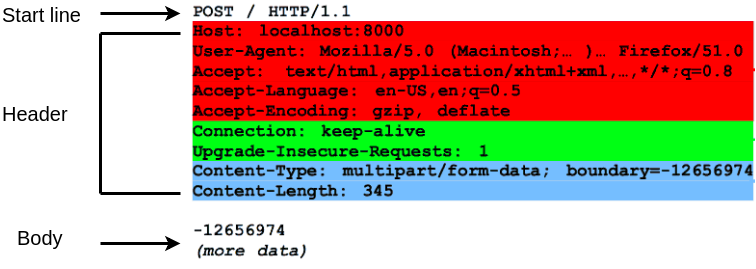 Start line
POST / HTTP/1.1
Header
Host: localhost:8000
User-Agent: Mozilla/5.0 (Macintosh;… )… Firefox/51.0
Accept: text/html,application/xhtml+xml,…,*/*;q=0.8
Accept-Language: en-US,en;q=0.5
Accept-Encoding: gzip, deflate
Connection: keep-alive
Upgrade-Insecure-Requests: 1
Content-Type: multipart/form-data; boundary=-12656974
Content-Length: 345
Body
-12656974
(more data)